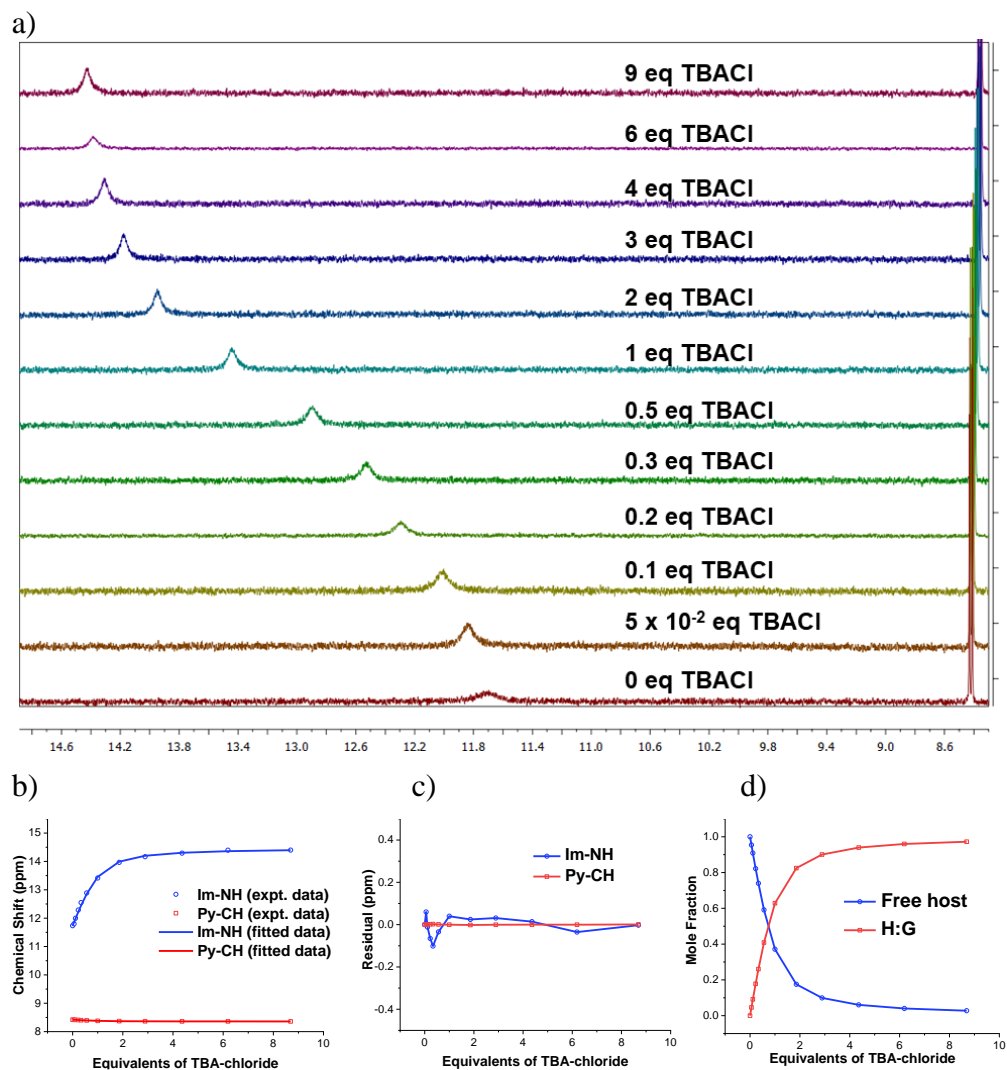 a)
9 eq TBACl
6 eq TBACl
4 eq TBACl
3 eq TBACl
2 eq TBACl
1 eq TBACl
0.5 eq TBACl
0.3 eq TBACl
0.2 eq TBACl
0.1 eq TBACl
5 x 10⁻² eq TBACl
0 eq TBACl
14.6 14.2 13.8 13.4 13.0 12.6 12.2 11.8 11.4 11.0 10.6 10.2 9.8 9.4 9.0 8.6
b)
Chemical Shift (ppm)
15
14
13
12
11
10
9
8
Im-NH (expt. data)
Py-CH (expt. data)
Im-NH (fitted data)
Py-CH (fitted data)
0 2 4 6 8 10
Equivalents of TBA-chloride
c)
Residual (ppm)
0.4
0.2
0.0
-0.2
-0.4
Im-NH
Py-CH
0 2 4 6 8 10
Equivalents of TBA-chloride
d)
Mole Fraction
1.0
0.8
0.6
0.4
0.2
0.0
Free host
H:G
0 2 4 6 8 10
Equivalents of TBA-chloride